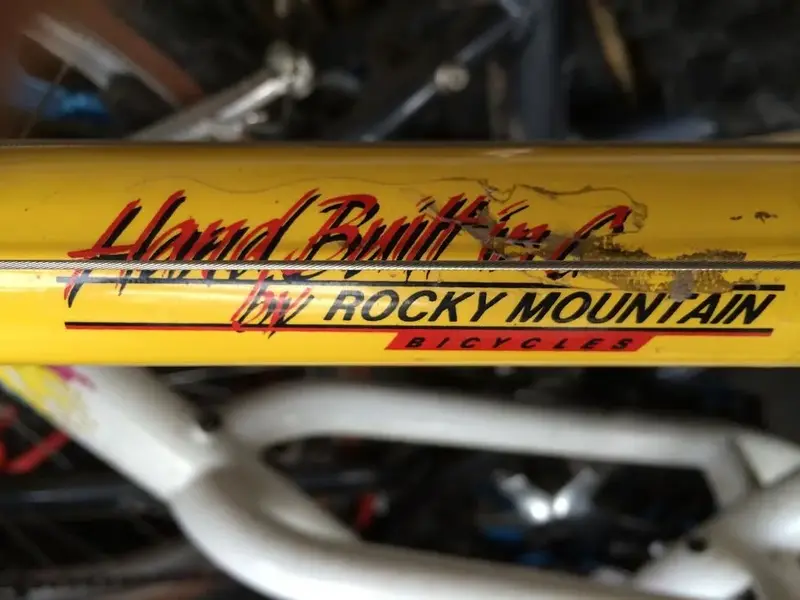 Hand Built in C
by ROCKY MOUNTAIN
BICYCLES